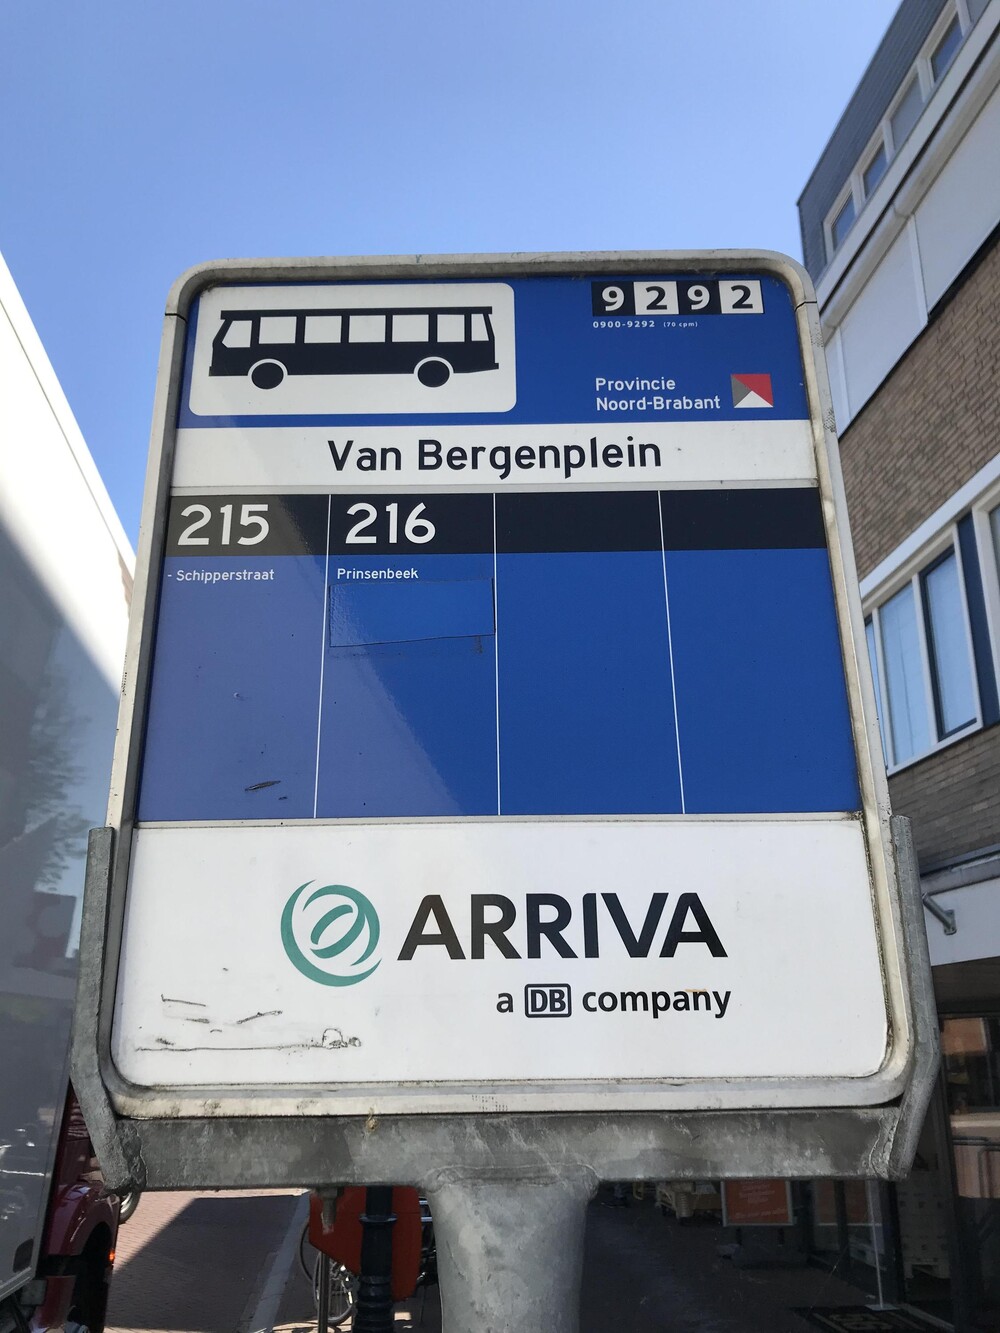 9292
0900-9292 (70 cpm)
Provincie
Noord-Brabant
Van Bergenplein
215
216
- Schipperstraat
Prinsenbeek
ARRIVA
a DB company